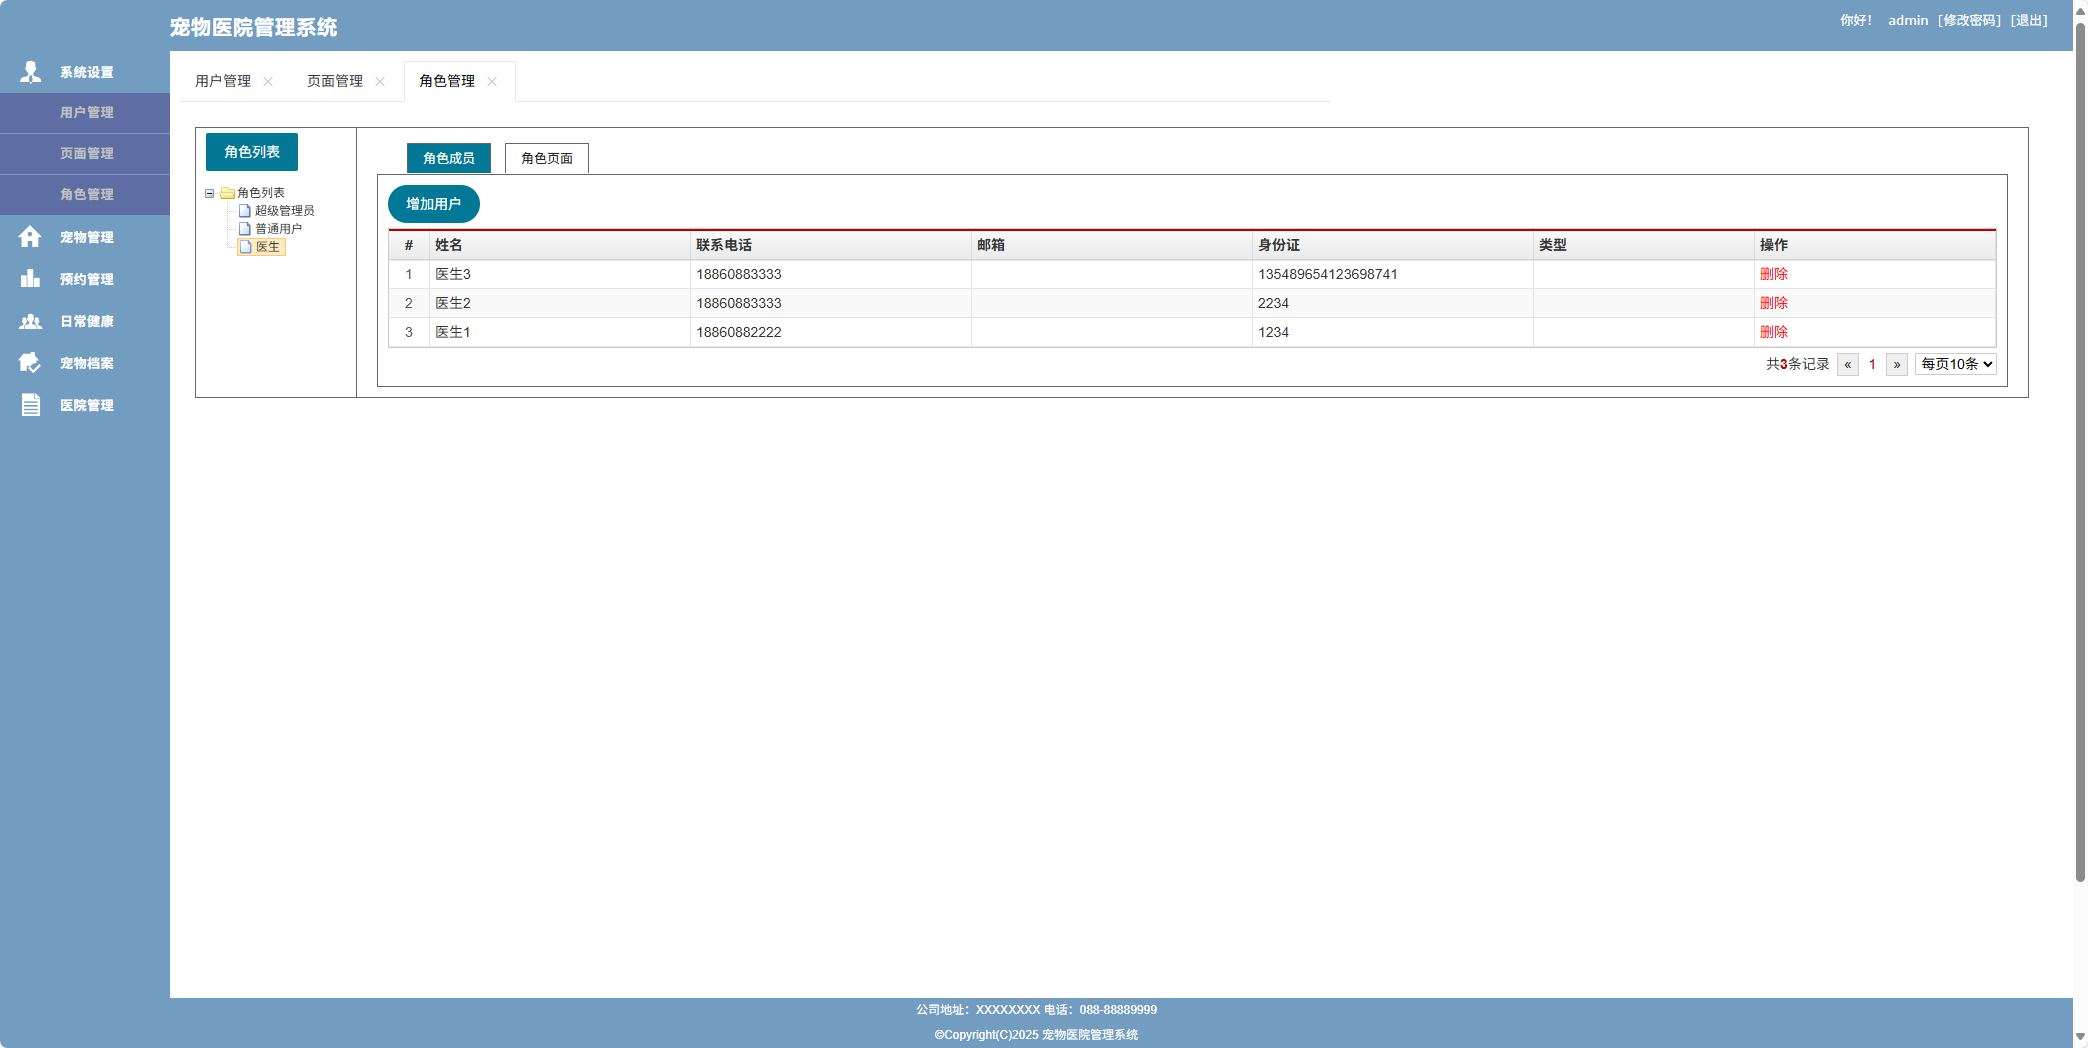 宠物医院管理系统
你好！ admin [修改密码] [退出]
系统设置
用户管理
页面管理
角色管理
宠物管理
预约管理
日常健康
宠物档案
医院管理
用户管理 页面管理 角色管理
角色列表
角色列表
超级管理员
普通用户
医生
角色成员 角色页面
增加用户
# 姓名 联系电话 邮箱 身份证 类型 操作
1 医生3 18860883333 135489654123698741 删除
2 医生2 18860883333 2234 删除
3 医生1 18860882222 1234 删除
共3条记录 « 1 » 每页10条
公司地址：XXXXXXXX 电话：088-88889999
©Copyright(C)2025 宠物医院管理系统